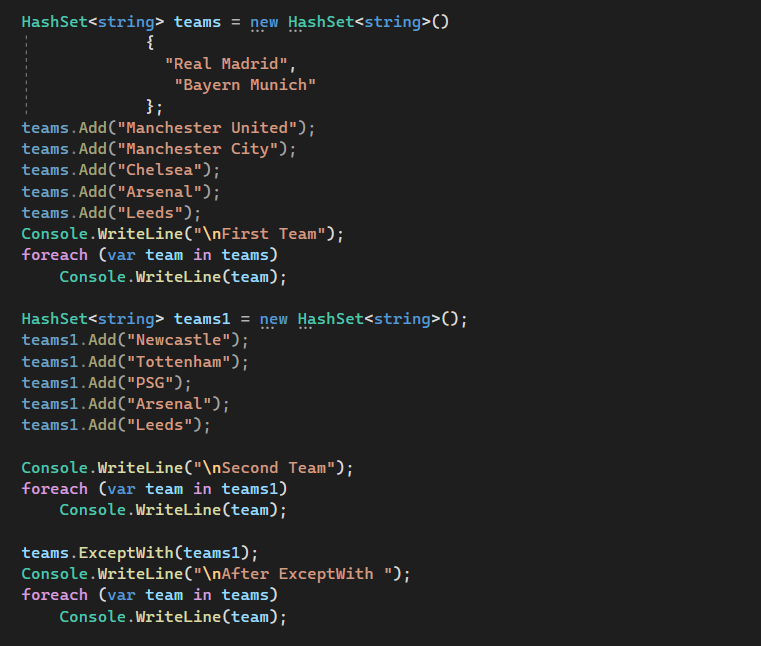 HashSet<string> teams = new HashSet<string>()
{
"Real Madrid",
"Bayern Munich"
};
teams.Add("Manchester United");
teams.Add("Manchester City");
teams.Add("Chelsea");
teams.Add("Arsenal");
teams.Add("Leeds");
Console.WriteLine("\nFirst Team");
foreach (var team in teams)
    Console.WriteLine(team);

HashSet<string> teams1 = new HashSet<string>();
teams1.Add("Newcastle");
teams1.Add("Tottenham");
teams1.Add("PSG");
teams1.Add("Arsenal");
teams1.Add("Leeds");

Console.WriteLine("\nSecond Team");
foreach (var team in teams1)
    Console.WriteLine(team);

teams.ExceptWith(teams1);
Console.WriteLine("\nAfter ExceptWith ");
foreach (var team in teams)
    Console.WriteLine(team);